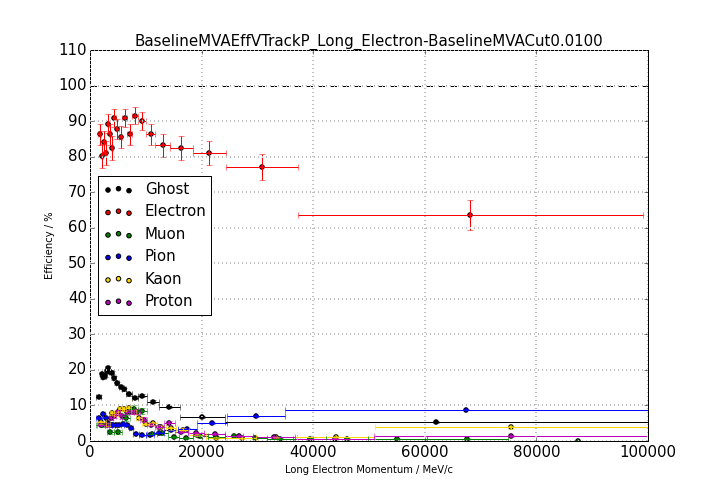 BaselineMVAEffVTrackP_Long_Electron-BaselineMVACut0.0100
110
100
90
80
70
60
50
40
30
20
10
0
Efficiency / %
Ghost
Electron
Muon
Pion
Kaon
Proton
0 20000 40000 60000 80000 100000
Long Electron Momentum / MeV/c